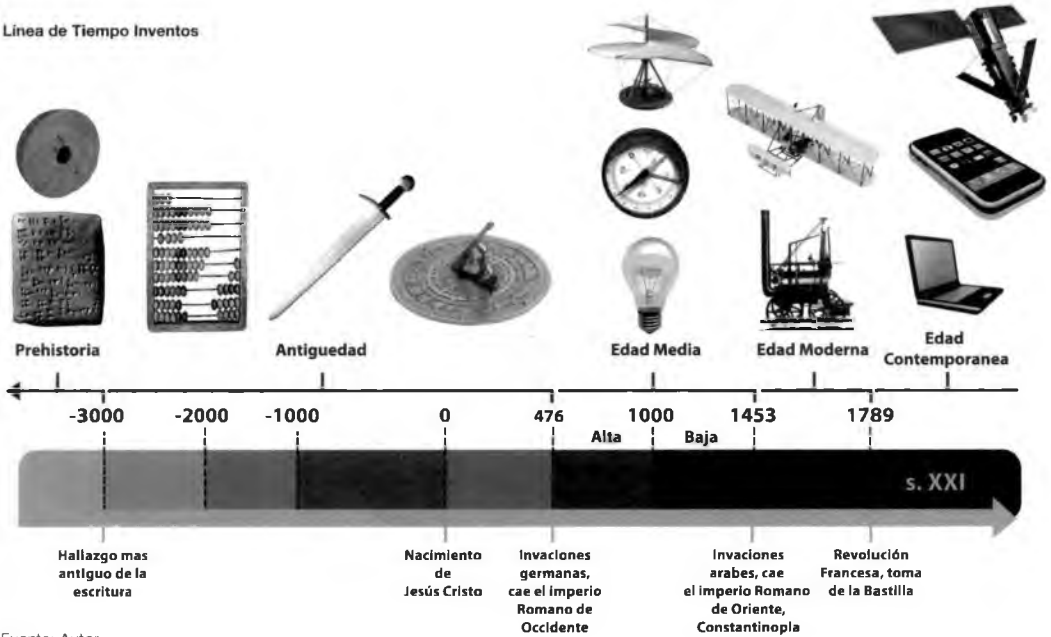 Línea de Tiempo Inventos
Prehistoria
Antiguedad
Edad Media
Edad Moderna
Edad
Contemporanea
-3000
-2000
-1000
0
476
1000
1453
1789
Alta
Baja
s. XXI
Hallazgo mas
antiguo de la
escritura
Nacimiento
de
Jesús Cristo
Invaciones
germanas,
cae el imperio
Romano de
Occidente
Invaciones
arabes, cae
el imperio Romano
de Oriente,
Constantinopla
Revolución
Francesa, toma
de la Bastilla